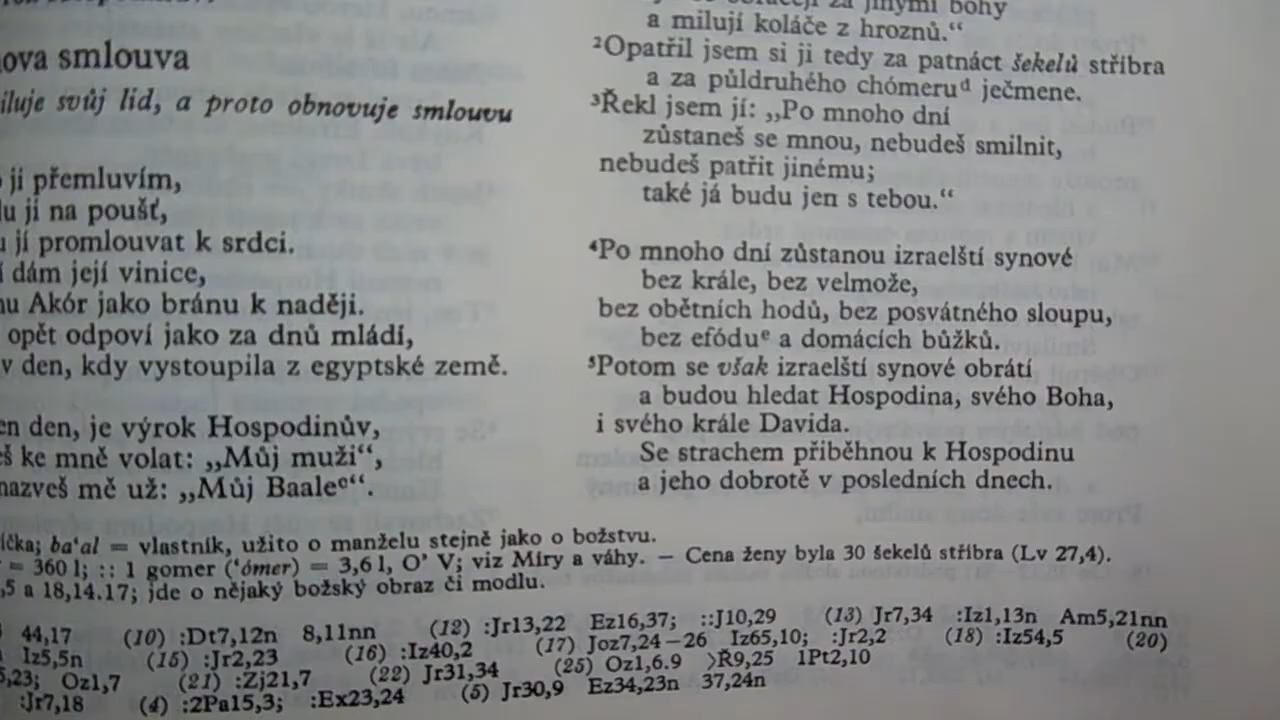 ova smlouva
iluje svůj lid, a proto obnovuje smlouvu
ji přemluvím,
ji na poušť,
jí promlouvat k srdci.
dám její vinice,
Akór jako bránu k naději.
opět odpoví jako za dnů mládí,
v den, kdy vystoupila z egyptské země.
en den, je výrok Hospodinův,
ke mně volat: „Můj muži“,
nazveš mě už: „Můj Baaleᶜ“.
za jinými bohy
a milují koláče z hroznů.“
²Opatřil jsem si ji tedy za patnáct šekelů stříbra
a za půldruhého chómeruᵈ ječmene.
³Řekl jsem jí: „Po mnoho dní
zůstaneš se mnou, nebudeš smilnit,
nebudeš patřit jinému;
také já budu jen s tebou.“
⁴Po mnoho dní zůstanou izraelští synové
bez krále, bez velmože,
bez obětních hodů, bez posvátného sloupu,
bez efóduᵉ a domácích bůžků.
⁵Potom se však izraelští synové obrátí
a budou hledat Hospodina, svého Boha,
i svého krále Davida.
Se strachem přiběhnou k Hospodinu
a jeho dobrotě v posledních dnech.
íčka; ba‘al = vlastník, užito o manželu stejně jako o božstvu.
= 360 l; :: 1 gomer (‘ómer) = 3,6 l, O’ V; viz Míry a váhy. — Cena ženy byla 30 šekelů stříbra (Lv 27,4).
,5 a 18,14.17; jde o nějaký božský obraz či modlu.
44,17 (10) :Dt7,12n 8,11nn (12) :Jr13,22 Ez16,37; ::J10,29 (13) Jr7,34 :Iz1,13n Am5,21nn
Iz5,5n (15) :Jr2,23 (16) :Iz40,2 (17) Joz7,24—26 Iz65,10; :Jr2,2 (18) :Iz54,5 (20)
5,23; Oz1,7 (21) :Zj21,7 (22) Jr31,34 (25) Oz1,6.9 〉Ř9,25 1Pt2,10
:Jr7,18 (4) :2Pa15,3; :Ex23,24 (5) Jr30,9 Ez34,23n 37,24n